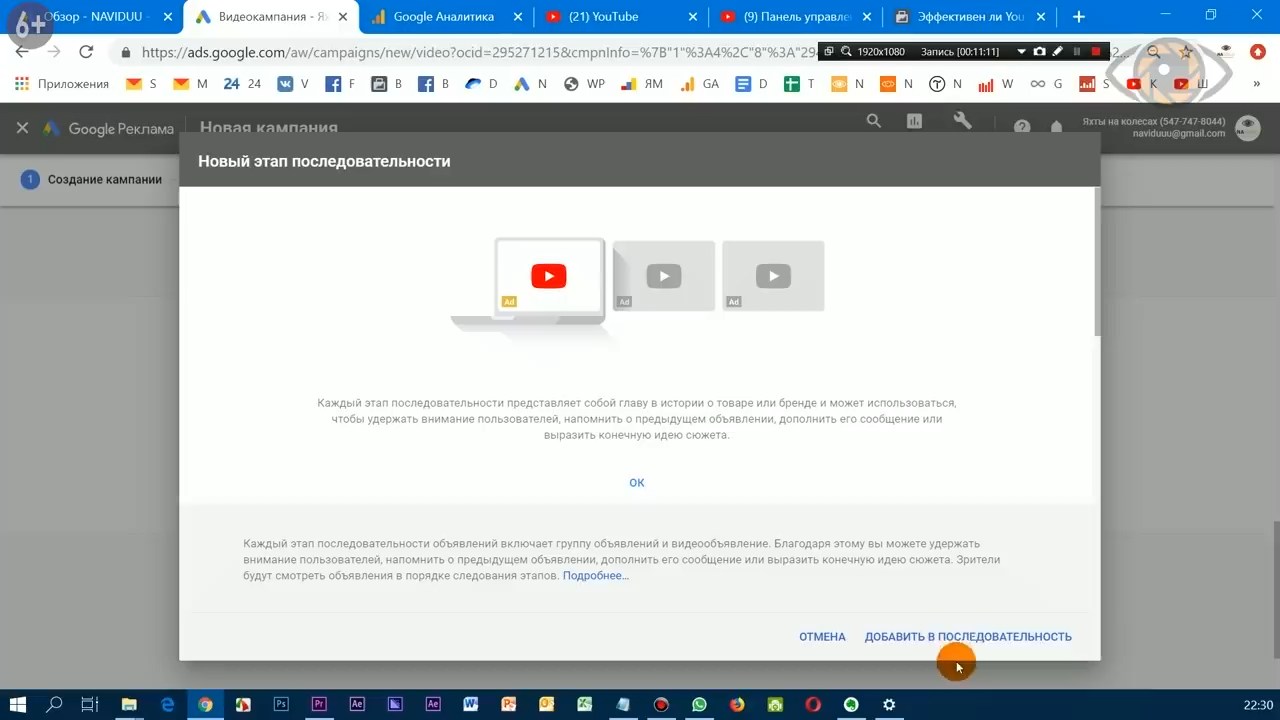 6+
Обзор - NAVIDUU -
Видеокампания - Ях
Google Аналитика
(21) YouTube
(9) Панель управле
Эффективен ли You
https://ads.google.com/aw/campaigns/new/video?ocid=295271215&cmpnInfo=%7B"1"%3A4%2C"8"%3A"29
1920x1080
Запись [00:11:11]
Приложения
S
M
24
24
V
F
B
B
D
N
WP
ЯМ
GA
D
T
N
N
N
W
G
S
K
Ш
»
Google Реклама
Новая кампания
Яхты на колесах (547-747-8044)
naviduuu@gmail.com
1
Создание кампании
Новый этап последовательности
Ad
Ad
Ad
Каждый этап последовательности представляет собой главу в истории о товаре или бренде и может использоваться,
чтобы удержать внимание пользователей, напомнить о предыдущем объявлении, дополнить его сообщение или
выразить конечную идею сюжета.
ОК
Каждый этап последовательности объявлений включает группу объявлений и видеообъявление. Благодаря этому вы можете удержать
внимание пользователей, напомнить о предыдущем объявлении, дополнить его сообщение или выразить конечную идею сюжета. Зрители
будут смотреть объявления в порядке следования этапов. Подробнее…
ОТМЕНА
ДОБАВИТЬ В ПОСЛЕДОВАТЕЛЬНОСТЬ
22:30